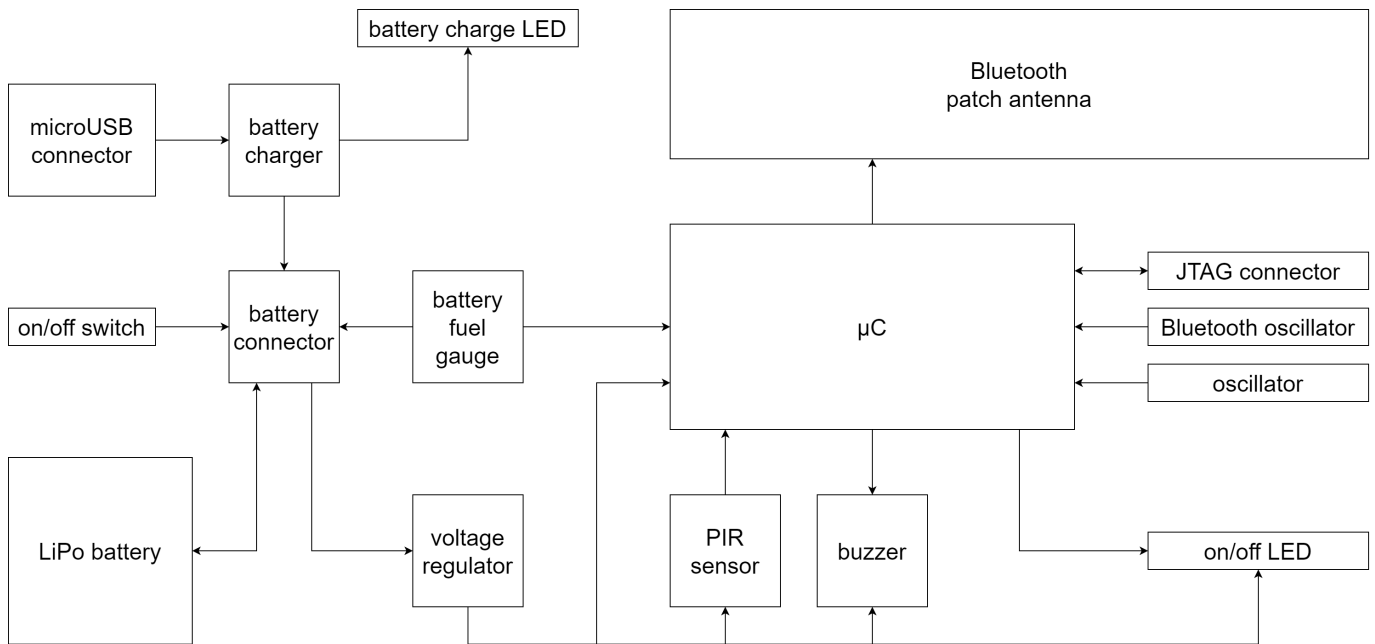 battery charge LED
Bluetooth
patch antenna
microUSB
connector
battery
charger
on/off switch
battery
connector
battery
fuel
gauge
µC
JTAG connector
Bluetooth oscillator
oscillator
LiPo battery
voltage
regulator
PIR
sensor
buzzer
on/off LED